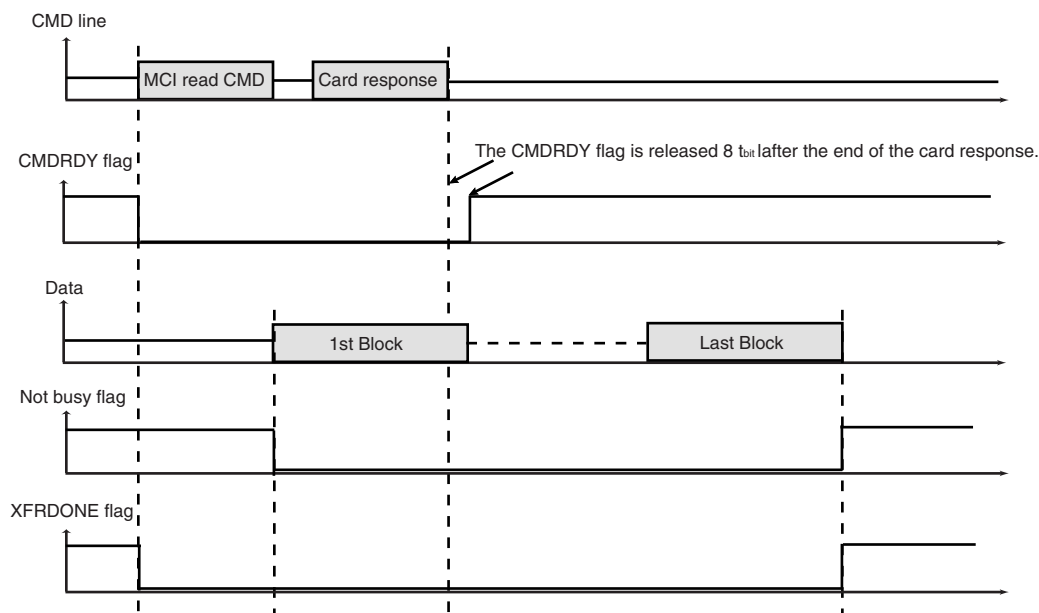 CMD line
MCI read CMD
Card response
The CMDRDY flag is released 8 tbit lafter the end of the card response.
CMDRDY flag
Data
1st Block
Last Block
Not busy flag
XFRDONE flag